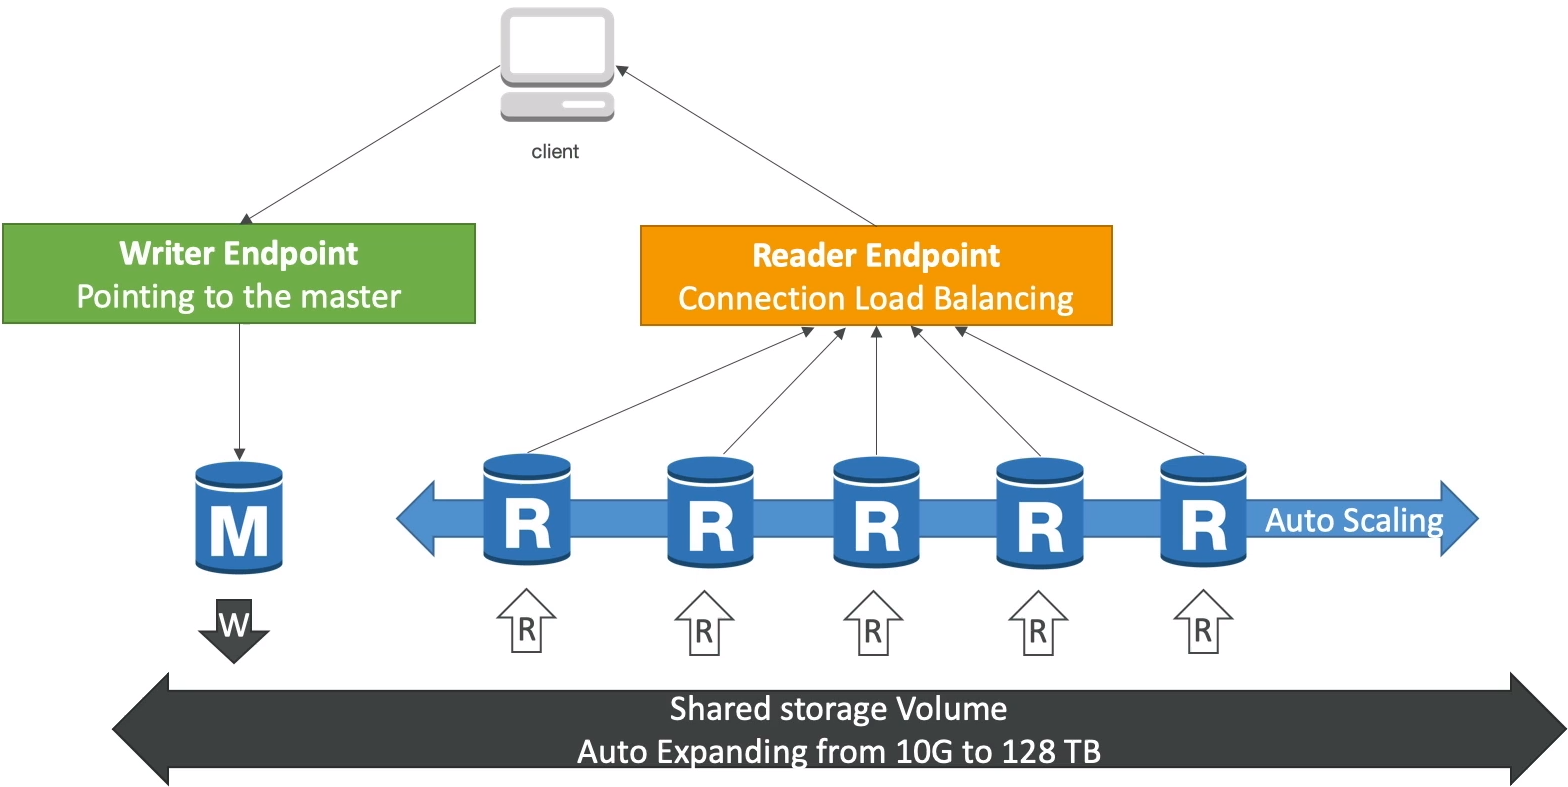 client
Writer Endpoint
Pointing to the master
Reader Endpoint
Connection Load Balancing
M
R
R
R
R
R
Auto Scaling
W
R
R
R
R
R
Shared storage Volume
Auto Expanding from 10G to 128 TB